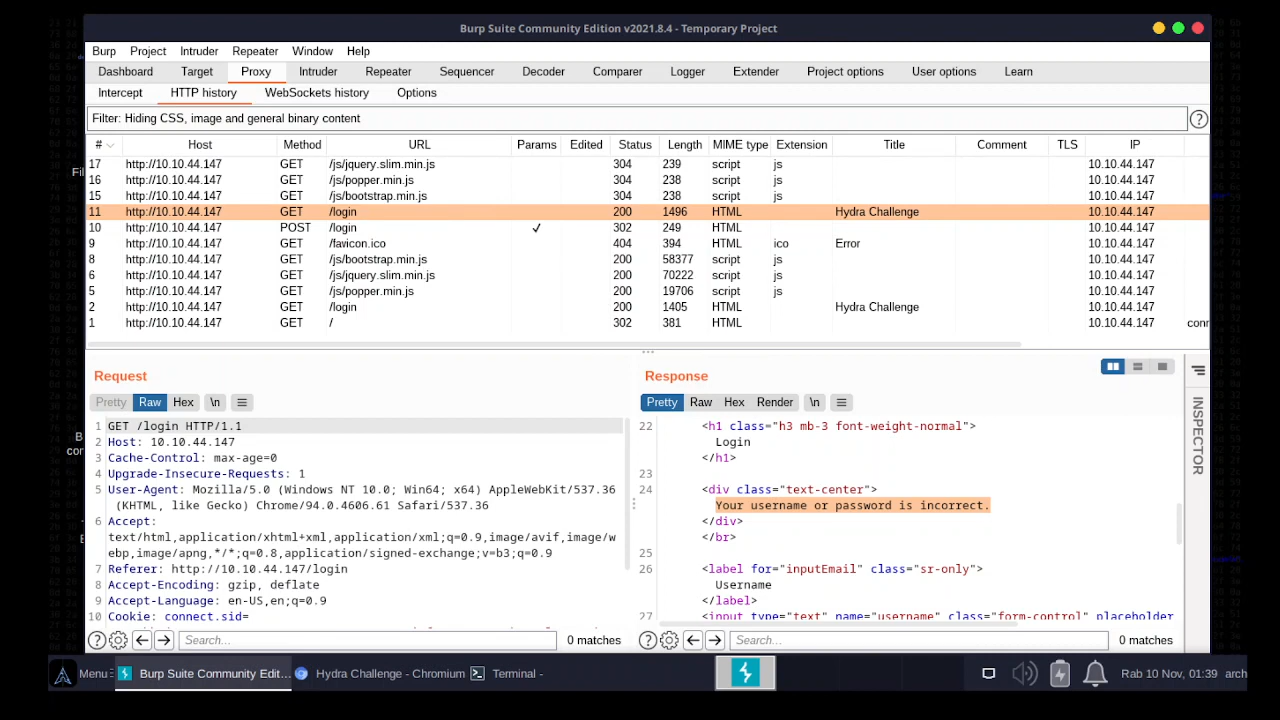 Burp Suite Community Edition v2021.8.4 - Temporary Project
Burp Project Intruder Repeater Window Help
Dashboard Target Proxy Intruder Repeater Sequencer Decoder Comparer Logger Extender Project options User options Learn
Intercept HTTP history WebSockets history Options
Filter: Hiding CSS, image and general binary content ?
# Host Method URL Params Edited Status Length MIME type Extension Title Comment TLS IP
17 http://10.10.44.147 GET /js/jquery.slim.min.js 304 239 script js 10.10.44.147
16 http://10.10.44.147 GET /js/popper.min.js 304 238 script js 10.10.44.147
15 http://10.10.44.147 GET /js/bootstrap.min.js 304 238 script js 10.10.44.147
11 http://10.10.44.147 GET /login 200 1496 HTML Hydra Challenge 10.10.44.147
10 http://10.10.44.147 POST /login ✓ 302 249 HTML 10.10.44.147
9 http://10.10.44.147 GET /favicon.ico 404 394 HTML ico Error 10.10.44.147
8 http://10.10.44.147 GET /js/bootstrap.min.js 200 58377 script js 10.10.44.147
6 http://10.10.44.147 GET /js/jquery.slim.min.js 200 70222 script js 10.10.44.147
5 http://10.10.44.147 GET /js/popper.min.js 200 19706 script js 10.10.44.147
2 http://10.10.44.147 GET /login 200 1405 HTML Hydra Challenge 10.10.44.147
1 http://10.10.44.147 GET / 302 381 HTML 10.10.44.147 conn
Request
Pretty Raw Hex \n
1 GET /login HTTP/1.1
2 Host: 10.10.44.147
3 Cache-Control: max-age=0
4 Upgrade-Insecure-Requests: 1
5 User-Agent: Mozilla/5.0 (Windows NT 10.0; Win64; x64) AppleWebKit/537.36
(KHTML, like Gecko) Chrome/94.0.4606.61 Safari/537.36
6 Accept:
text/html,application/xhtml+xml,application/xml;q=0.9,image/avif,image/w
ebp,image/apng,*/*;q=0.8,application/signed-exchange;v=b3;q=0.9
7 Referer: http://10.10.44.147/login
8 Accept-Encoding: gzip, deflate
9 Accept-Language: en-US,en;q=0.9
10 Cookie: connect.sid=
? Search... 0 matches
Response
Pretty Raw Hex Render \n
22 <h1 class="h3 mb-3 font-weight-normal">
Login
</h1>
23
24 <div class="text-center">
Your username or password is incorrect.
</div>
</br>
25
26 <label for="inputEmail" class="sr-only">
Username
</label>
27 <input type="text" name="username" class="form-control" placeholder
? Search... 0 matches
INSPECTOR
Menu Burp Suite Community Edit... Hydra Challenge - Chromium Terminal - Rab 10 Nov, 01:39 arch